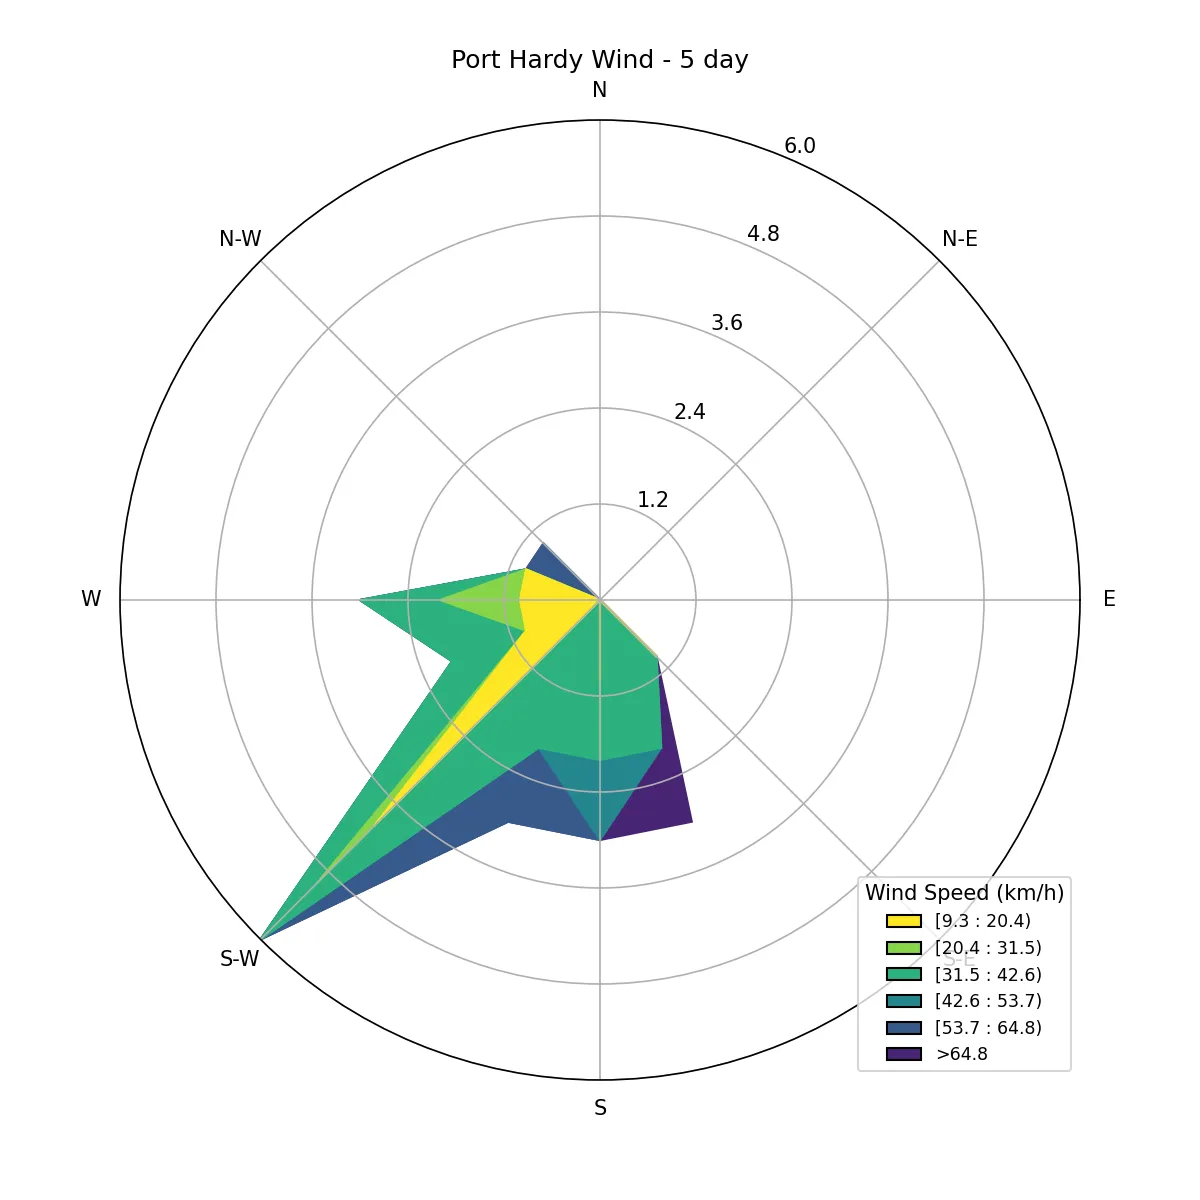 Port Hardy Wind - 5 day
N
6.0
N-W
4.8
N-E
3.6
2.4
1.2
W
E
S-W
S-E
S
Wind Speed (km/h)
[9.3 : 20.4)
[20.4 : 31.5)
[31.5 : 42.6)
[42.6 : 53.7)
[53.7 : 64.8)
>64.8